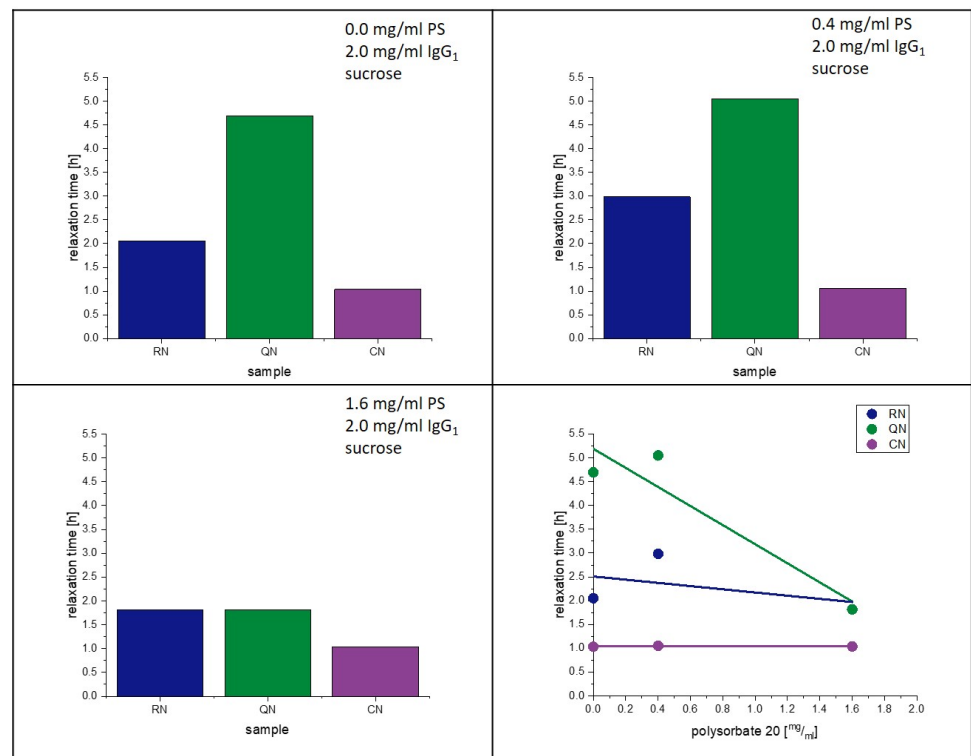 0.0 mg/ml PS
2.0 mg/ml IgG₁
sucrose
5.5
5.0
4.5
4.0
3.5
3.0
2.5
2.0
1.5
1.0
0.5
0.0
relaxation time [h]
RN QN CN
sample
0.4 mg/ml PS
2.0 mg/ml IgG₁
sucrose
5.5
5.0
4.5
4.0
3.5
3.0
2.5
2.0
1.5
1.0
0.5
0.0
relaxation time [h]
RN QN CN
sample
1.6 mg/ml PS
2.0 mg/ml IgG₁
sucrose
5.5
5.0
4.5
4.0
3.5
3.0
2.5
2.0
1.5
1.0
0.5
0.0
relaxation time [h]
RN QN CN
sample
RN
QN
CN
5.5
5.0
4.5
4.0
3.5
3.0
2.5
2.0
1.5
1.0
0.5
0.0
relaxation time [h]
0.0 0.2 0.4 0.6 0.8 1.0 1.2 1.4 1.6 1.8 2.0
polysorbate 20 [mg/ml]